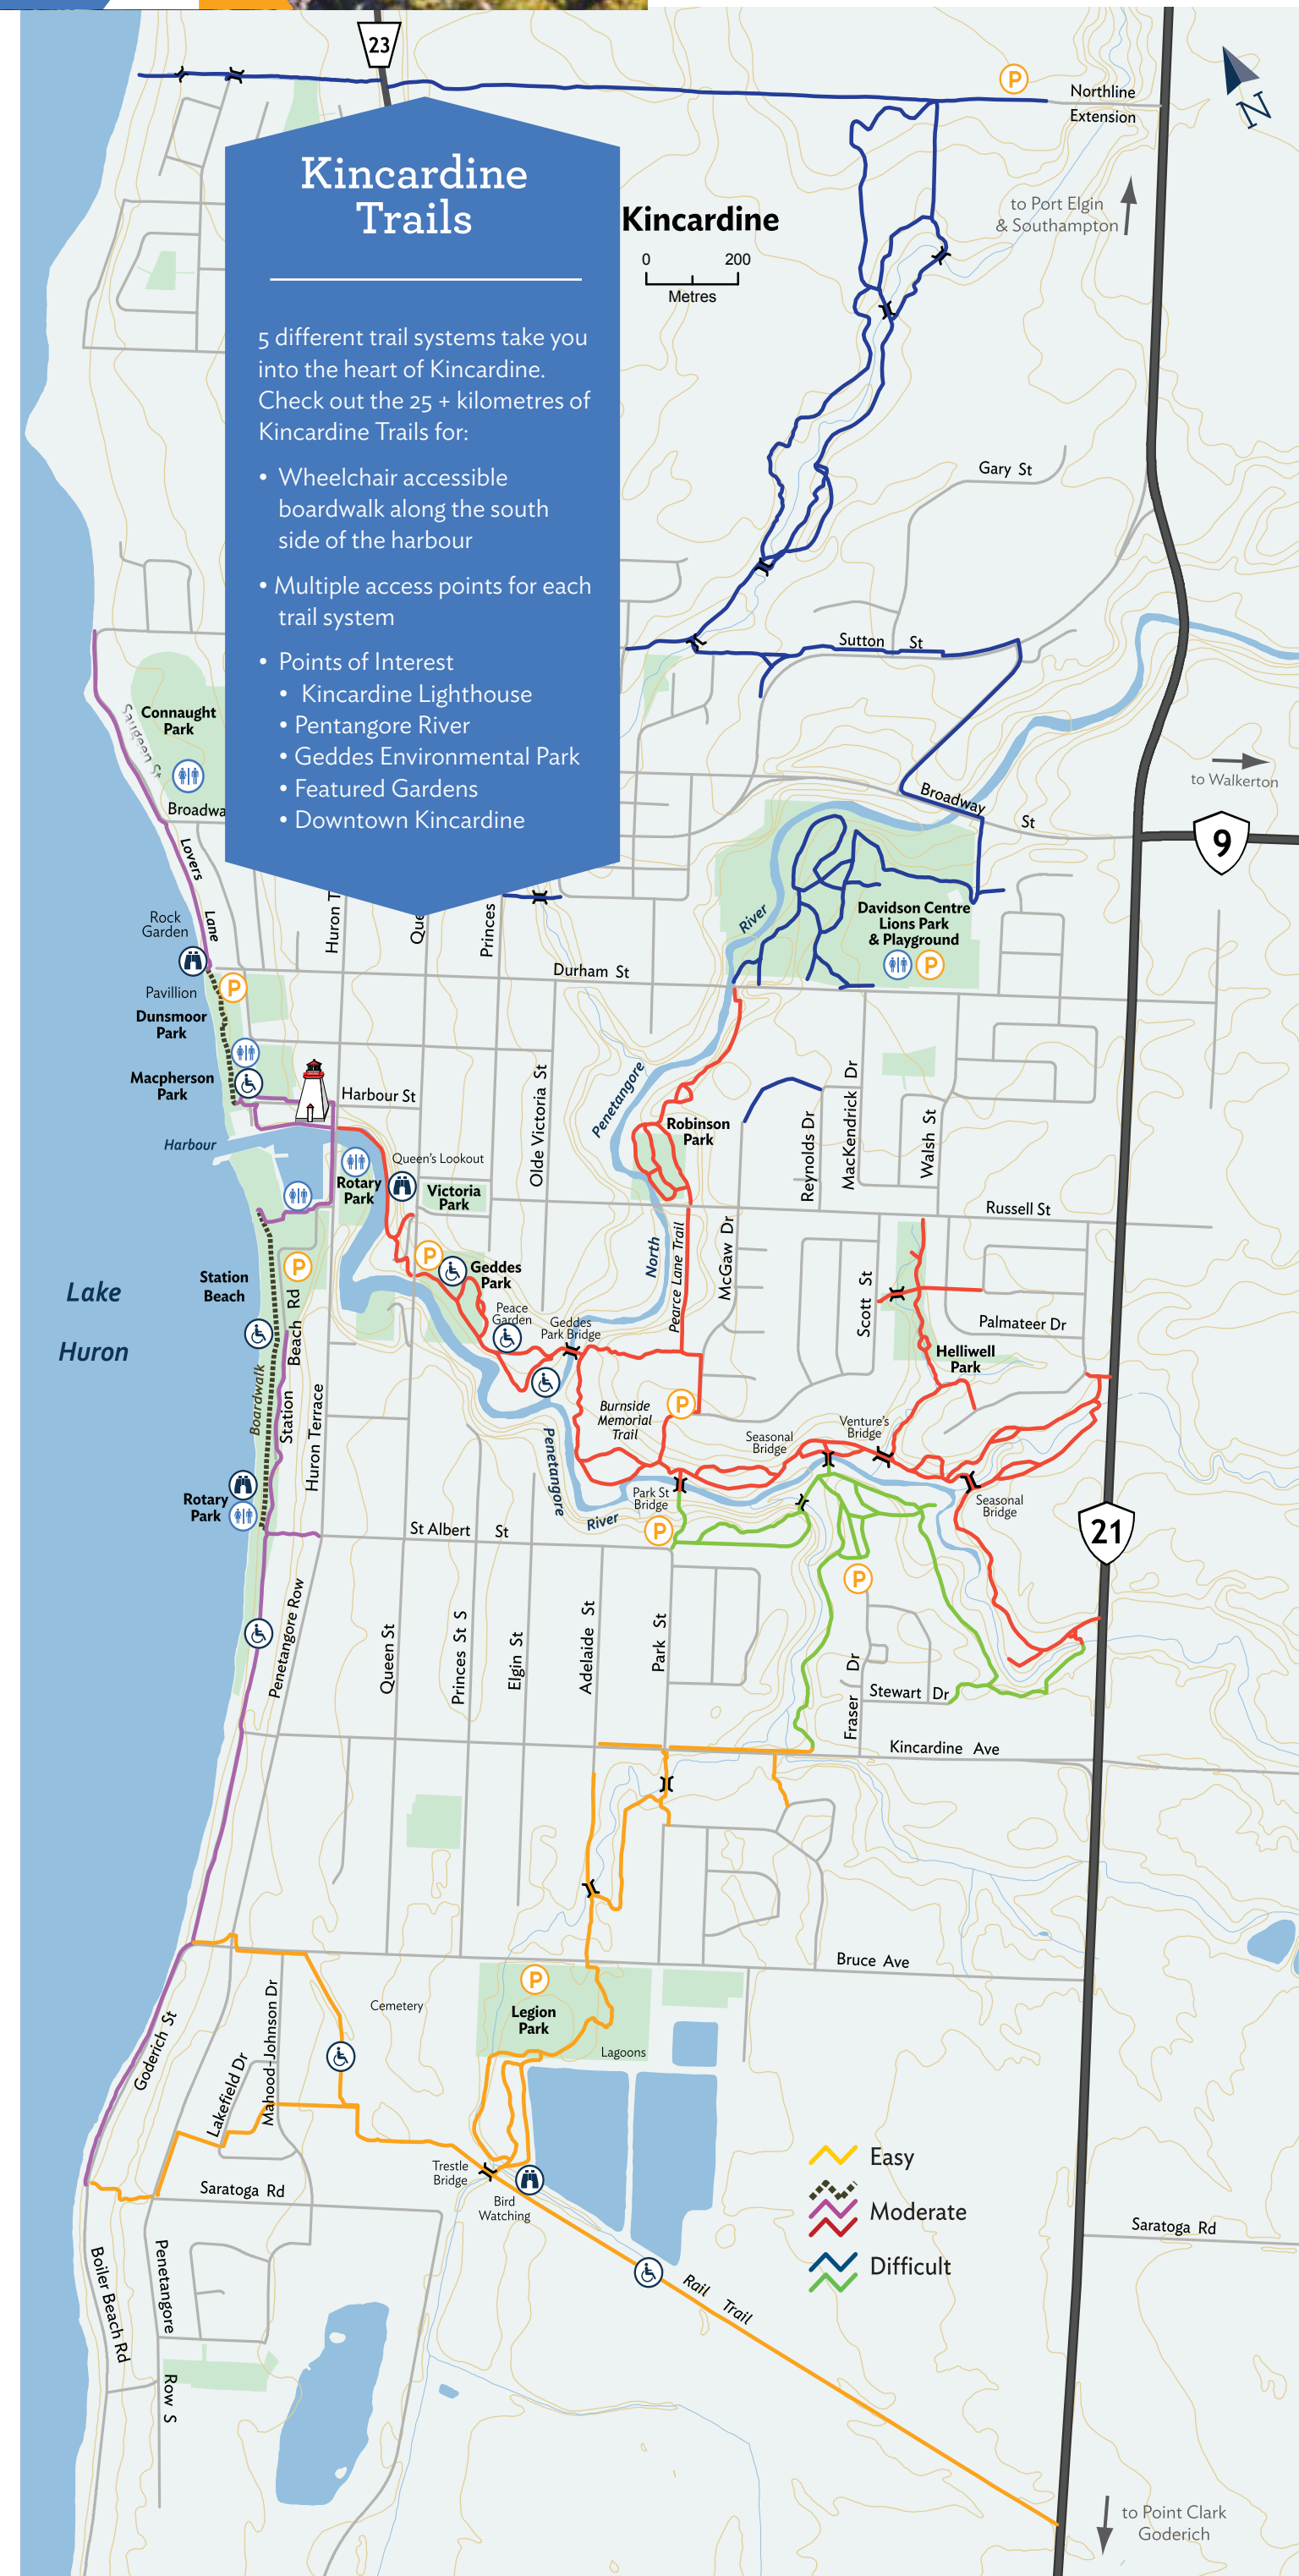 23
Northline
Extension
N
to Port Elgin
& Southampton
Kincardine
Trails
Kincardine
0 200
Metres
5 different trail systems take you
into the heart of Kincardine.
Check out the 25 + kilometres of
Kincardine Trails for:
• Wheelchair accessible
boardwalk along the south
side of the harbour
• Multiple access points for each
trail system
• Points of Interest
• Kincardine Lighthouse
• Pentangore River
• Geddes Environmental Park
• Featured Gardens
• Downtown Kincardine
P
Gary St
Sutton St
Connaught
Park
Saugeen St
Broadwa
Lovers Lane
Broadway St
to Walkerton
9
Rock
Garden
Pavillion
P
Dunsmoor
Park
Huron T
Que
Princes
Durham St
River
Davidson Centre
Lions Park
& Playground
P
Macpherson
Park
Harbour St
Harbour
Olde Victoria St
Penetangore
Robinson
Park
Reynolds Dr
MacKendrick Dr
Walsh St
Queen's Lookout
Rotary
Park
Victoria
Park
Russell St
North
Pearce Lane Trail
McGaw Dr
Lake
Huron
Station
Beach
P
P
Geddes
Park
Peace
Garden
Geddes
Park Bridge
Scott St
Palmateer Dr
Helliwell
Park
Boardwalk
Station Beach Rd
Huron Terrace
Burnside
Memorial
Trail
P
Seasonal
Bridge
Venture's
Bridge
Penetangore
River
Park St
Bridge
Seasonal
Bridge
Rotary
Park
St Albert St
P
P
21
Penetangore Row
Queen St
Princes St S
Elgin St
Adelaide St
Park St
Fraser Dr
Stewart Dr
Kincardine Ave
Bruce Ave
Goderich St
Lakefield Dr
Mahood-Johnson Dr
Cemetery
P
Legion
Park
Lagoons
Trestle
Bridge
Bird
Watching
Saratoga Rd
Easy
Moderate
Difficult
Saratoga Rd
Boiler Beach Rd
Penetangore Row S
Rail Trail
to Point Clark
Goderich